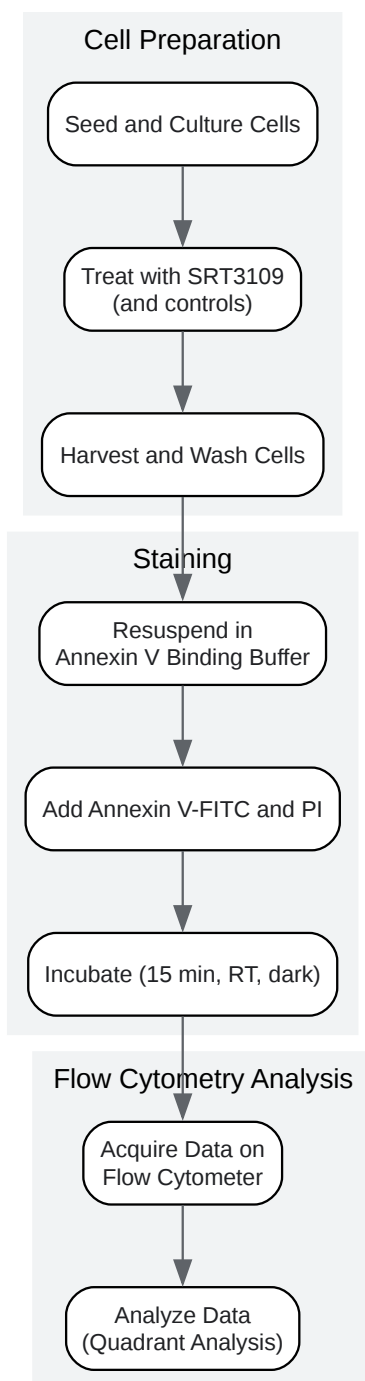 Cell Preparation
Seed and Culture Cells
Treat with SRT3109
(and controls)
Harvest and Wash Cells
Staining
Resuspend in
Annexin V Binding Buffer
Add Annexin V-FITC and PI
Incubate (15 min, RT, dark)
Flow Cytometry Analysis
Acquire Data on
Flow Cytometer
Analyze Data
(Quadrant Analysis)